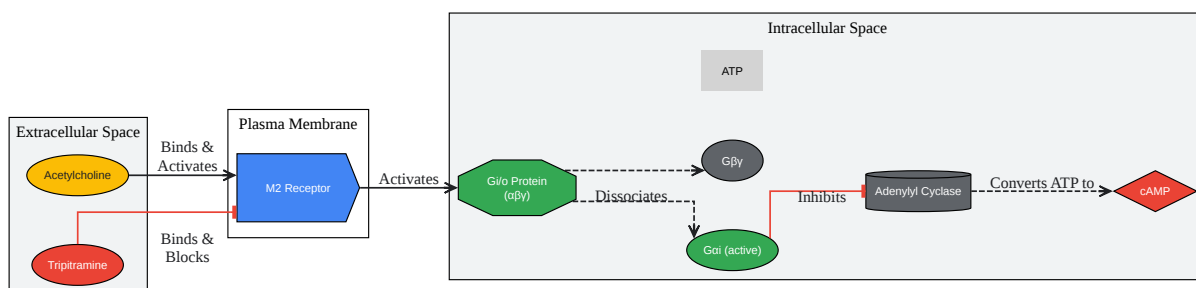 Extracellular Space
Acetylcholine
Tripitramine
Binds &
Activates
Binds &
Blocks
Plasma Membrane
M2 Receptor
Activates
Intracellular Space
ATP
Gi/o Protein
(αβγ)
Dissociates
Gβγ
Gαi (active)
Inhibits
Adenylyl Cyclase
Converts ATP to
cAMP